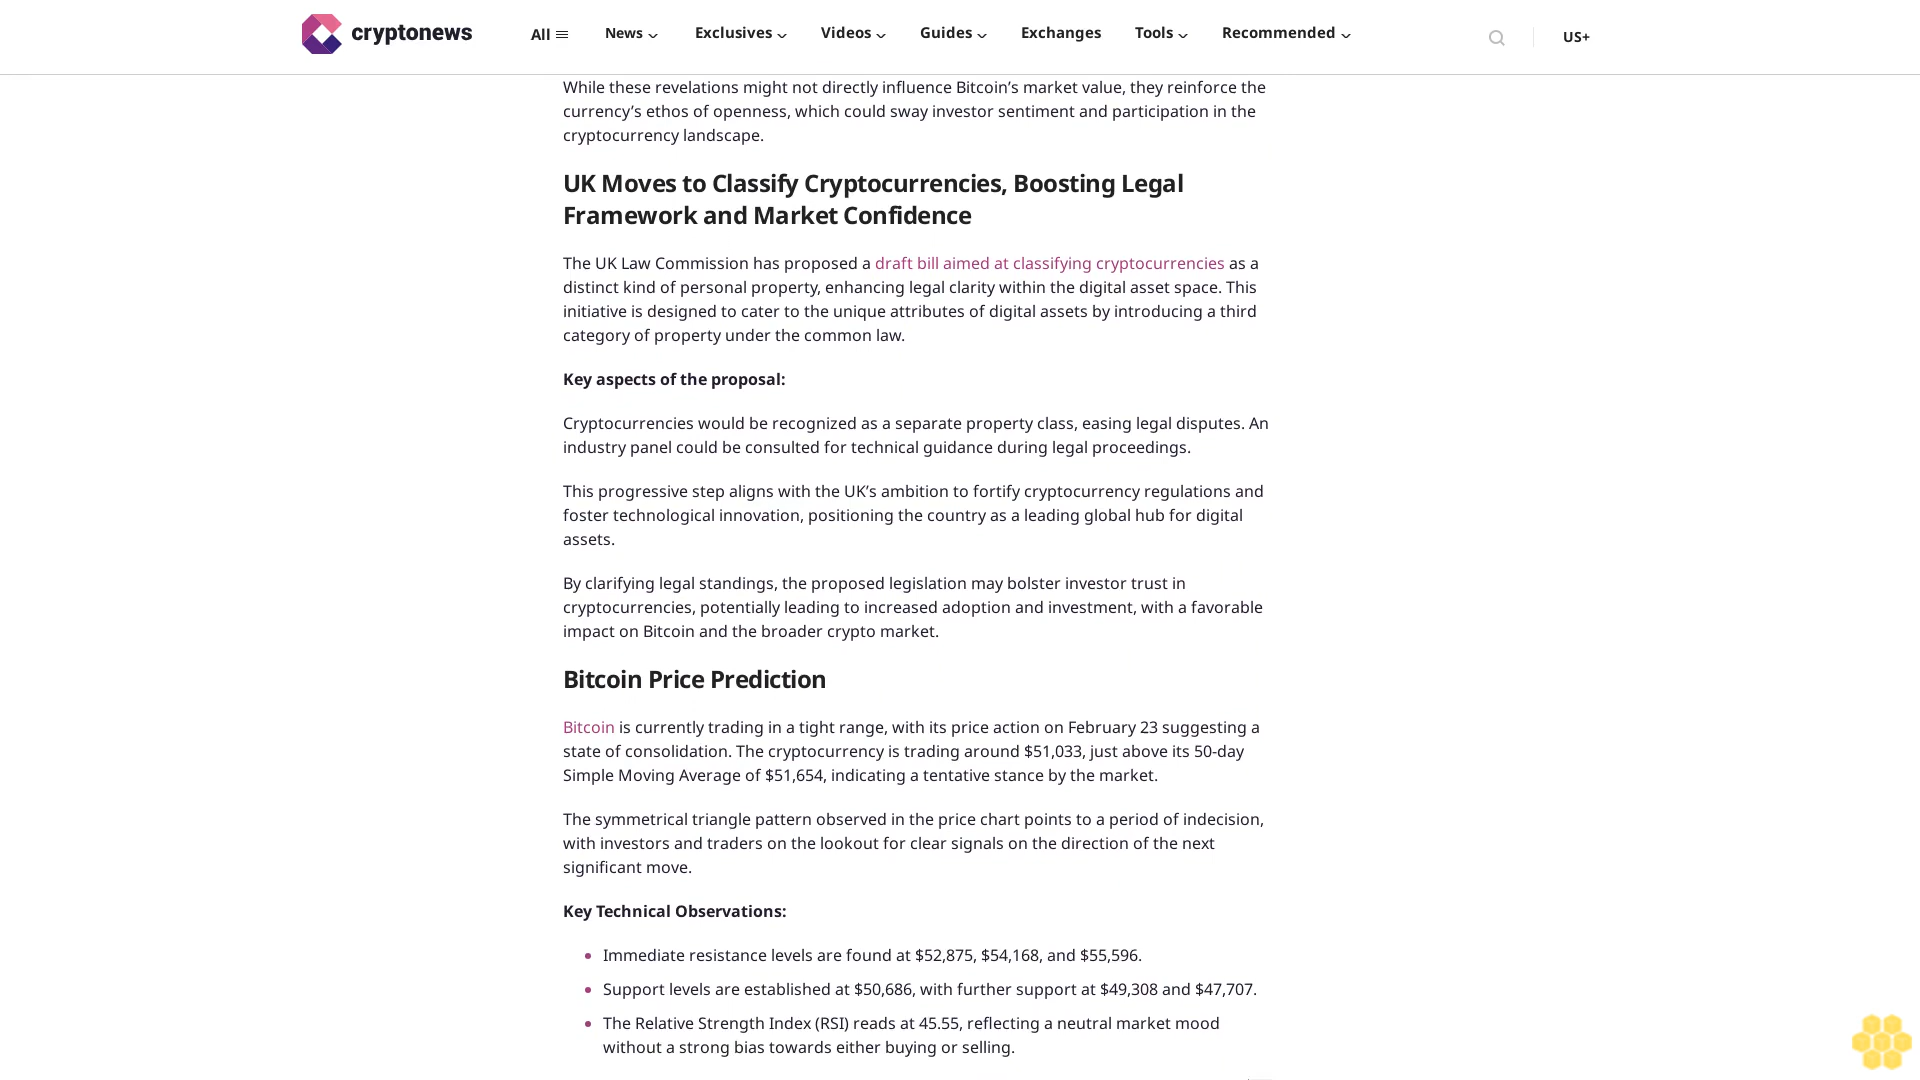 cryptonews
All
News
Exclusives
Videos
Guides
Exchanges
Tools
Recommended
US+
While these revelations might not directly influence Bitcoin’s market value, they reinforce the
currency’s ethos of openness, which could sway investor sentiment and participation in the
cryptocurrency landscape.
UK Moves to Classify Cryptocurrencies, Boosting Legal
Framework and Market Confidence
The UK Law Commission has proposed a draft bill aimed at classifying cryptocurrencies as a
distinct kind of personal property, enhancing legal clarity within the digital asset space. This
initiative is designed to cater to the unique attributes of digital assets by introducing a third
category of property under the common law.
Key aspects of the proposal:
Cryptocurrencies would be recognized as a separate property class, easing legal disputes. An
industry panel could be consulted for technical guidance during legal proceedings.
This progressive step aligns with the UK’s ambition to fortify cryptocurrency regulations and
foster technological innovation, positioning the country as a leading global hub for digital
assets.
By clarifying legal standings, the proposed legislation may bolster investor trust in
cryptocurrencies, potentially leading to increased adoption and investment, with a favorable
impact on Bitcoin and the broader crypto market.
Bitcoin Price Prediction
Bitcoin is currently trading in a tight range, with its price action on February 23 suggesting a
state of consolidation. The cryptocurrency is trading around $51,033, just above its 50-day
Simple Moving Average of $51,654, indicating a tentative stance by the market.
The symmetrical triangle pattern observed in the price chart points to a period of indecision,
with investors and traders on the lookout for clear signals on the direction of the next
significant move.
Key Technical Observations:
Immediate resistance levels are found at $52,875, $54,168, and $55,596.
Support levels are established at $50,686, with further support at $49,308 and $47,707.
The Relative Strength Index (RSI) reads at 45.55, reflecting a neutral market mood
without a strong bias towards either buying or selling.